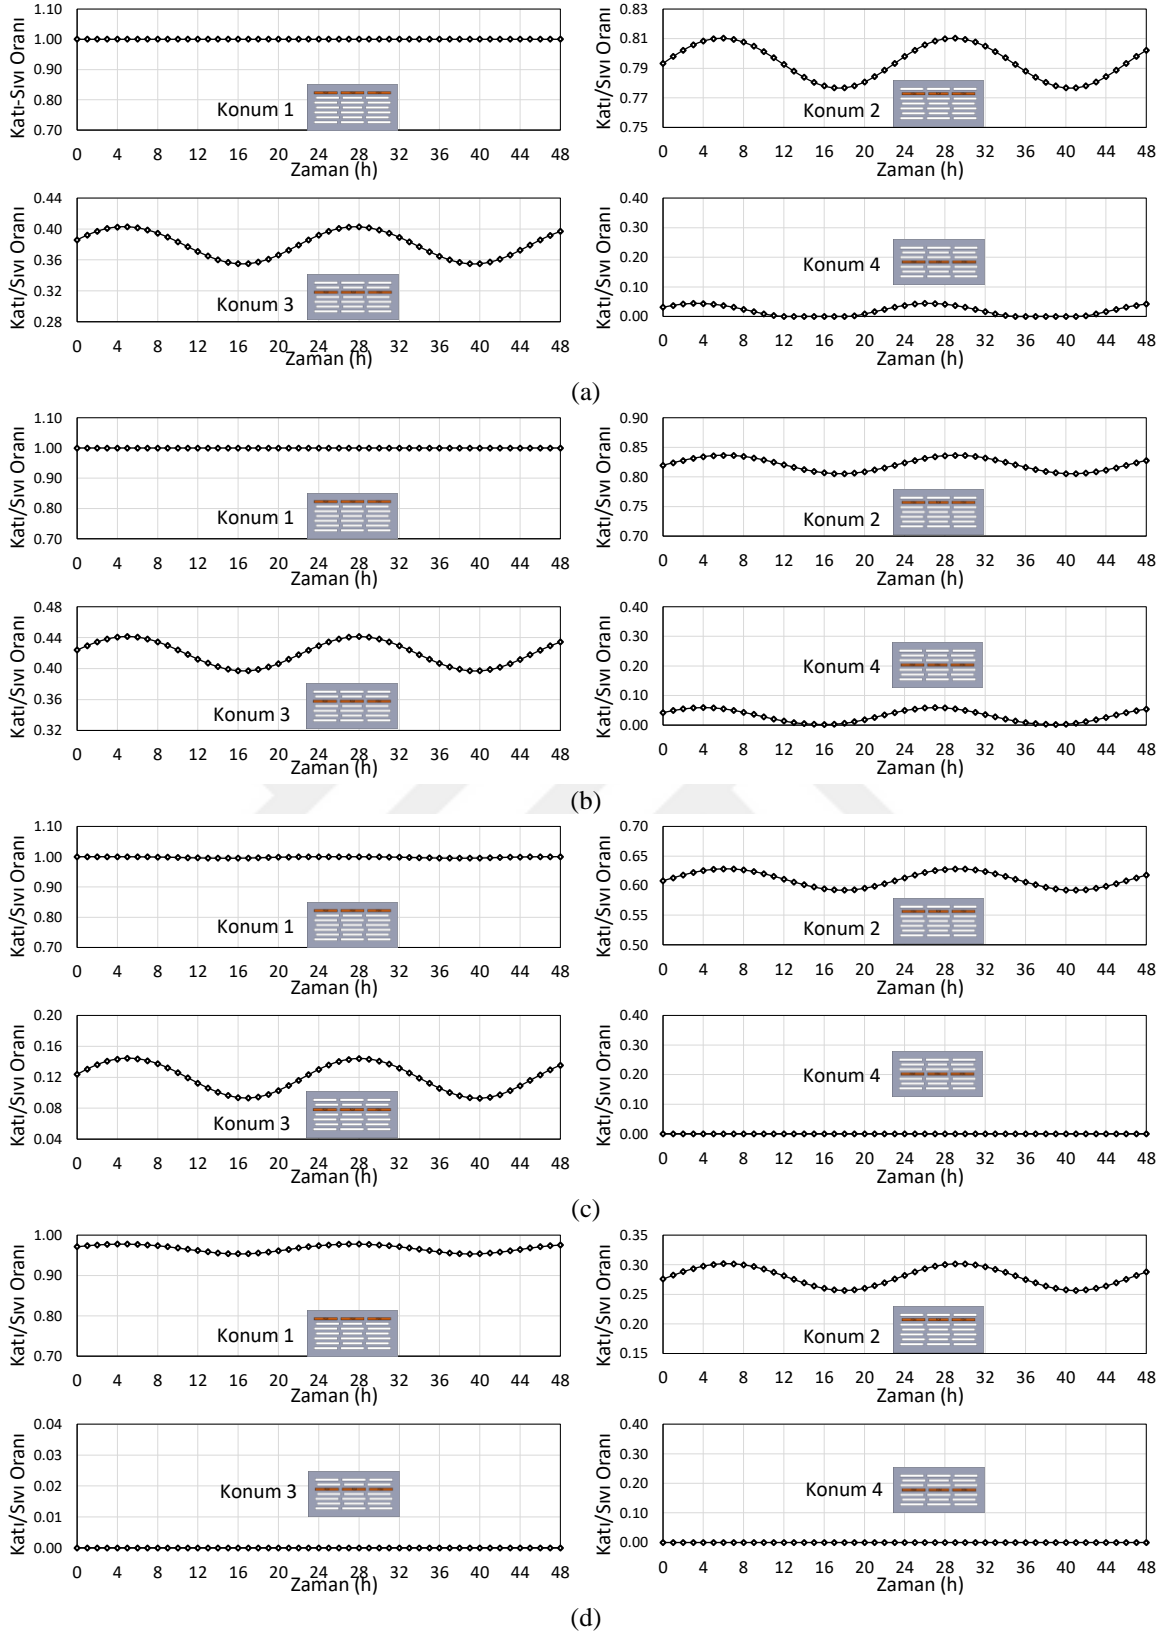 Katı-Sıvı Oranı
1.10
1.00
0.90
0.80
0.70
Konum 1
0 4 8 12 16 20 24 28 32 36 40 44 48
Zaman (h)
Katı/Sıvı Oranı
0.83
0.81
0.79
0.77
0.75
Konum 2
0 4 8 12 16 20 24 28 32 36 40 44 48
Zaman (h)
Katı/Sıvı Oranı
0.44
0.40
0.36
0.32
0.28
Konum 3
0 4 8 12 16 20 24 28 32 36 40 44 48
Zaman (h)
Katı/Sıvı Oranı
0.40
0.30
0.20
0.10
0.00
Konum 4
0 4 8 12 16 20 24 28 32 36 40 44 48
Zaman (h)
(a)
Katı/Sıvı Oranı
1.10
1.00
0.90
0.80
0.70
Konum 1
0 4 8 12 16 20 24 28 32 36 40 44 48
Zaman (h)
Katı/Sıvı Oranı
0.90
0.85
0.80
0.75
0.70
Konum 2
0 4 8 12 16 20 24 28 32 36 40 44 48
Zaman (h)
Katı/Sıvı Oranı
0.48
0.44
0.40
0.36
0.32
Konum 3
0 4 8 12 16 20 24 28 32 36 40 44 48
Zaman (h)
Katı/Sıvı Oranı
0.40
0.30
0.20
0.10
0.00
Konum 4
0 4 8 12 16 20 24 28 32 36 40 44 48
Zaman (h)
(b)
Katı/Sıvı Oranı
1.10
1.00
0.90
0.80
0.70
Konum 1
0 4 8 12 16 20 24 28 32 36 40 44 48
Zaman (h)
Katı/Sıvı Oranı
0.70
0.65
0.60
0.55
0.50
Konum 2
0 4 8 12 16 20 24 28 32 36 40 44 48
Zaman (h)
Katı/Sıvı Oranı
0.20
0.16
0.12
0.08
0.04
Konum 3
0 4 8 12 16 20 24 28 32 36 40 44 48
Zaman (h)
Katı/Sıvı Oranı
0.40
0.30
0.20
0.10
0.00
Konum 4
0 4 8 12 16 20 24 28 32 36 40 44 48
Zaman (h)
(c)
Katı/Sıvı Oranı
1.00
0.90
0.80
0.70
Konum 1
0 4 8 12 16 20 24 28 32 36 40 44 48
Zaman (h)
Katı/Sıvı Oranı
0.35
0.30
0.25
0.20
0.15
Konum 2
0 4 8 12 16 20 24 28 32 36 40 44 48
Zaman (h)
Katı/Sıvı Oranı
0.04
0.03
0.02
0.01
0.00
Konum 3
0 4 8 12 16 20 24 28 32 36 40 44 48
Zaman (h)
Katı/Sıvı Oranı
0.40
0.30
0.20
0.10
0.00
Konum 4
0 4 8 12 16 20 24 28 32 36 40 44 48
Zaman (h)
(d)